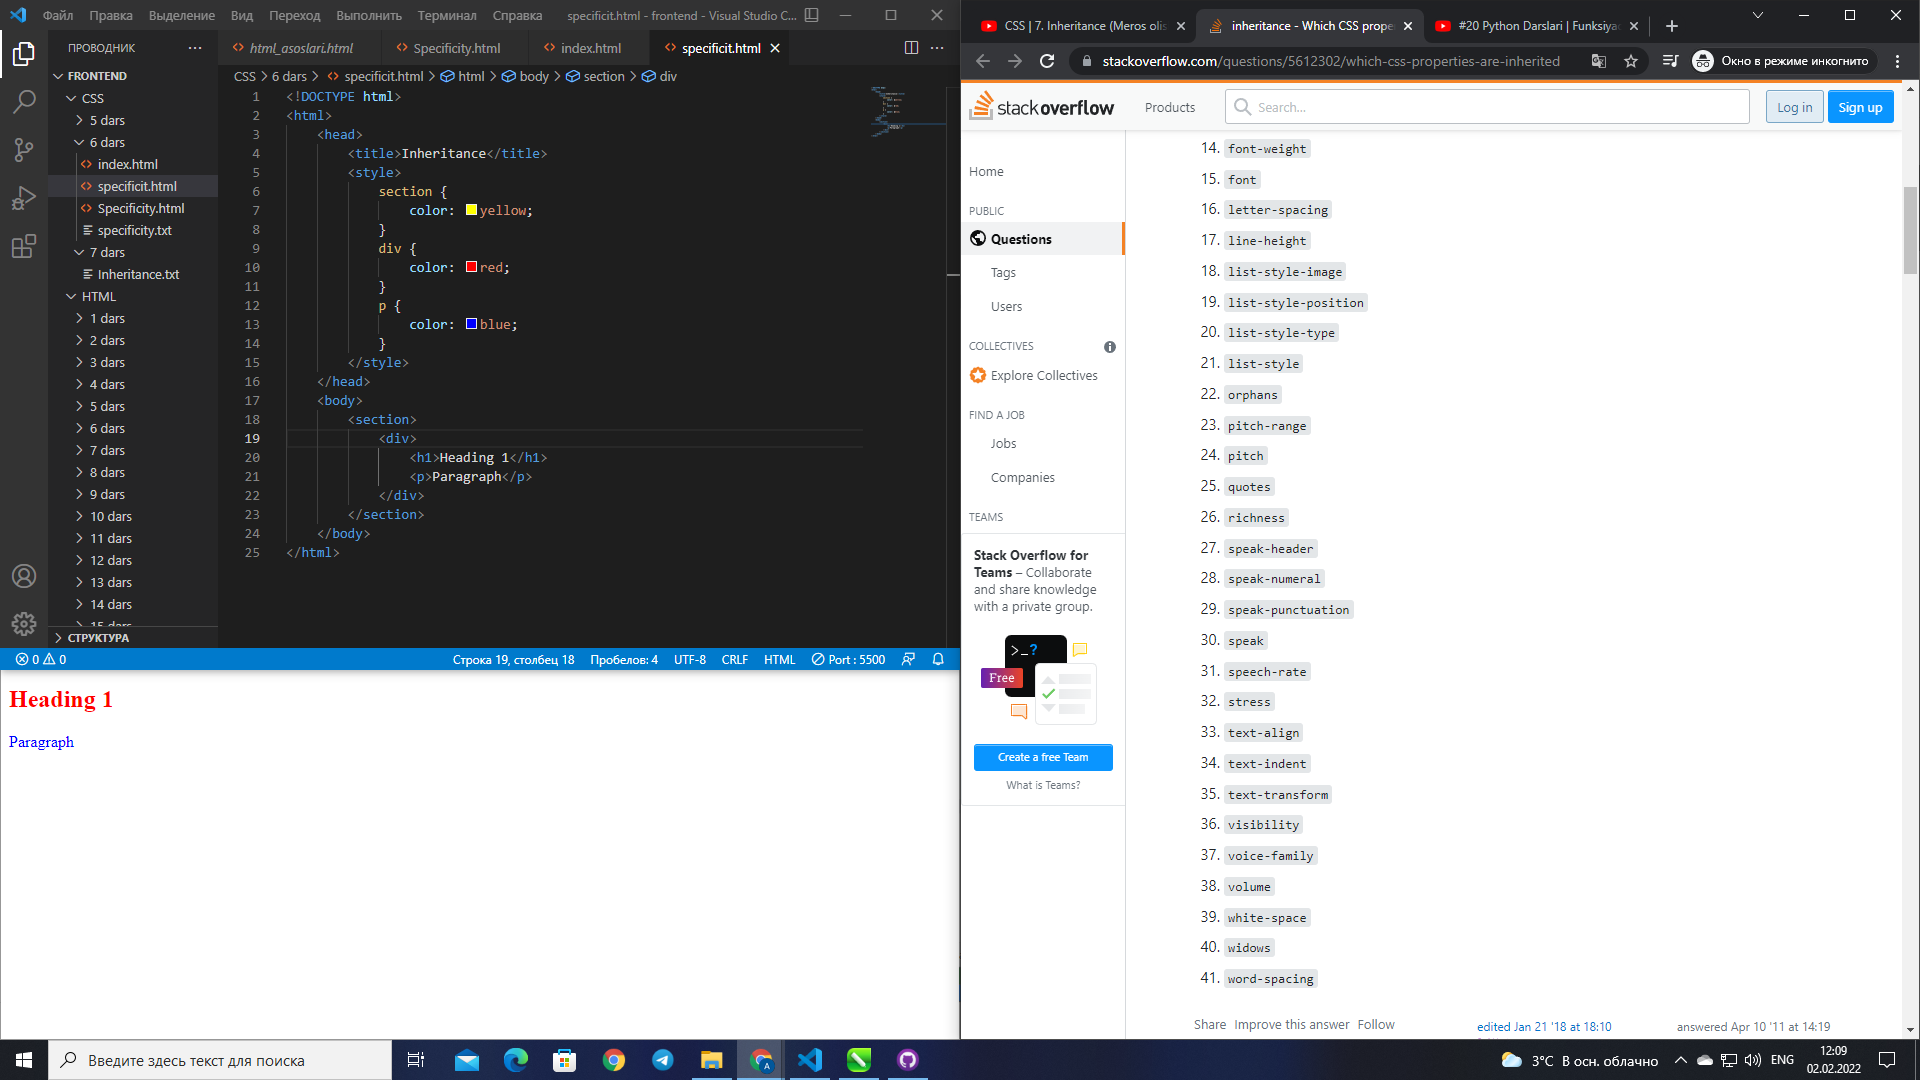 Файл Правка Выделение Вид Переход Выполнить Терминал Справка specificit.html - frontend - Visual Studio C...
ПРОВОДНИК
FRONTEND
CSS
5 dars
6 dars
index.html
specificit.html
Specificity.html
specificity.txt
7 dars
Inheritance.txt
HTML
1 dars
2 dars
3 dars
4 dars
5 dars
6 dars
7 dars
8 dars
9 dars
10 dars
11 dars
12 dars
13 dars
14 dars
15 dars
СТРУКТУРА
html_asoslari.html Specificity.html index.html specificit.html
CSS > 6 dars > specificit.html > html > body > section > div
1 <!DOCTYPE html>
2 <html>
3 <head>
4 <title>Inheritance</title>
5 <style>
6 section {
7 color: yellow;
8 }
9 div {
10 color: red;
11 }
12 p {
13 color: blue;
14 }
15 </style>
16 </head>
17 <body>
18 <section>
19 <div>
20 <h1>Heading 1</h1>
21 <p>Paragraph</p>
22 </div>
23 </section>
24 </body>
25 </html>
0 0 Строка 19, столбец 18 Пробелов: 4 UTF-8 CRLF HTML Port : 5500
Heading 1
Paragraph
CSS | 7. Inheritance (Meros olis inheritance - Which CSS prope #20 Python Darslari | Funksiyac
stackoverflow.com/questions/5612302/which-css-properties-are-inherited Окно в режиме инкогнито
stackoverflow Products Search... Log in Sign up
Home
PUBLIC
Questions
Tags
Users
COLLECTIVES
Explore Collectives
FIND A JOB
Jobs
Companies
TEAMS
Stack Overflow for
Teams – Collaborate
and share knowledge
with a private group.
>_?
Free
Create a free Team
What is Teams?
14. font-weight
15. font
16. letter-spacing
17. line-height
18. list-style-image
19. list-style-position
20. list-style-type
21. list-style
22. orphans
23. pitch-range
24. pitch
25. quotes
26. richness
27. speak-header
28. speak-numeral
29. speak-punctuation
30. speak
31. speech-rate
32. stress
33. text-align
34. text-indent
35. text-transform
36. visibility
37. voice-family
38. volume
39. white-space
40. widows
41. word-spacing
Share Improve this answer Follow edited Jan 21 '18 at 18:10 answered Apr 10 '11 at 14:19
Введите здесь текст для поиска
A
3°C В осн. облачно ENG 12:09
02.02.2022